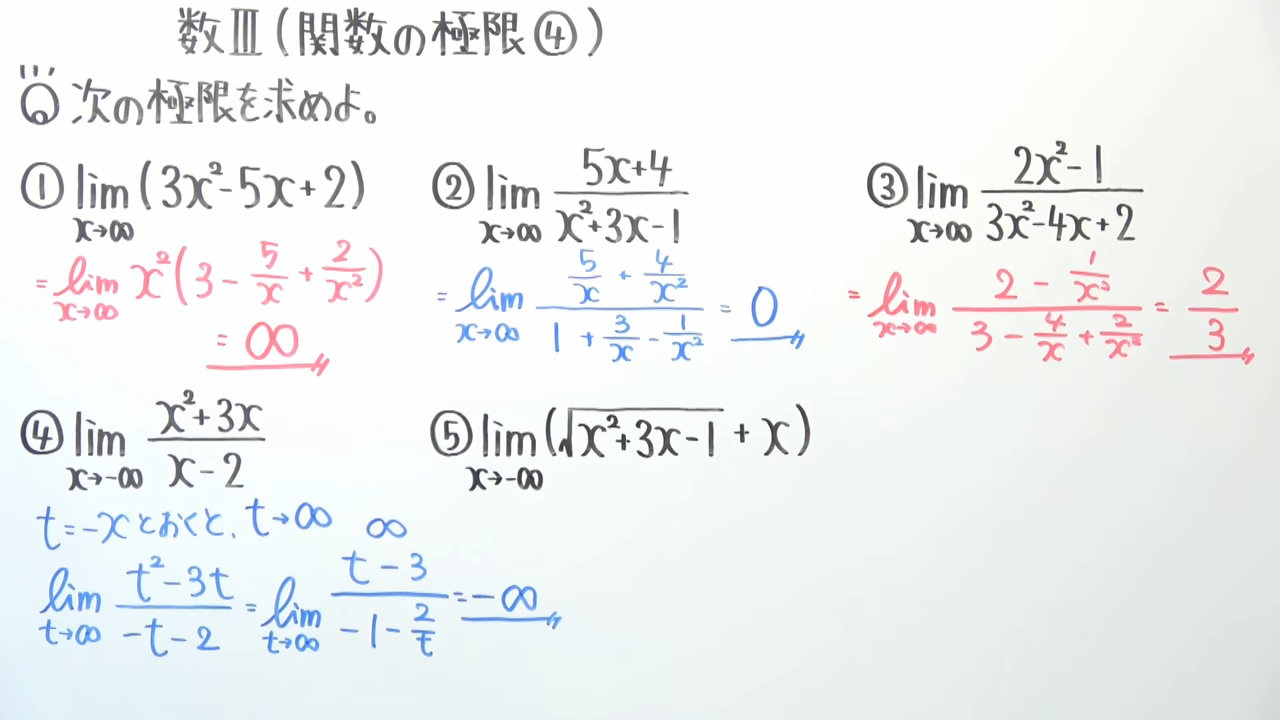 数Ⅲ(関数の極限④)
Q 次の極限を求めよ。
① lim_{x→∞} (3x²-5x+2)
= lim_{x→∞} x²(3 - 5/x + 2/x²)
= ∞
② lim_{x→∞} (5x+4)/(x²+3x-1)
= lim_{x→∞} (5/x + 4/x²)/(1 + 3/x - 1/x²) = 0
③ lim_{x→∞} (2x²-1)/(3x²-4x+2)
= lim_{x→∞} (2 - 1/x²)/(3 - 4/x + 2/x²) = 2/3
④ lim_{x→-∞} (x²+3x)/(x-2)
t=-xとおくと、t→∞ ∞
lim_{t→∞} (t²-3t)/(-t-2) = lim_{t→∞} (t-3)/(-1-2/t) = -∞
⑤ lim_{x→-∞} (√(x²+3x-1) + x)